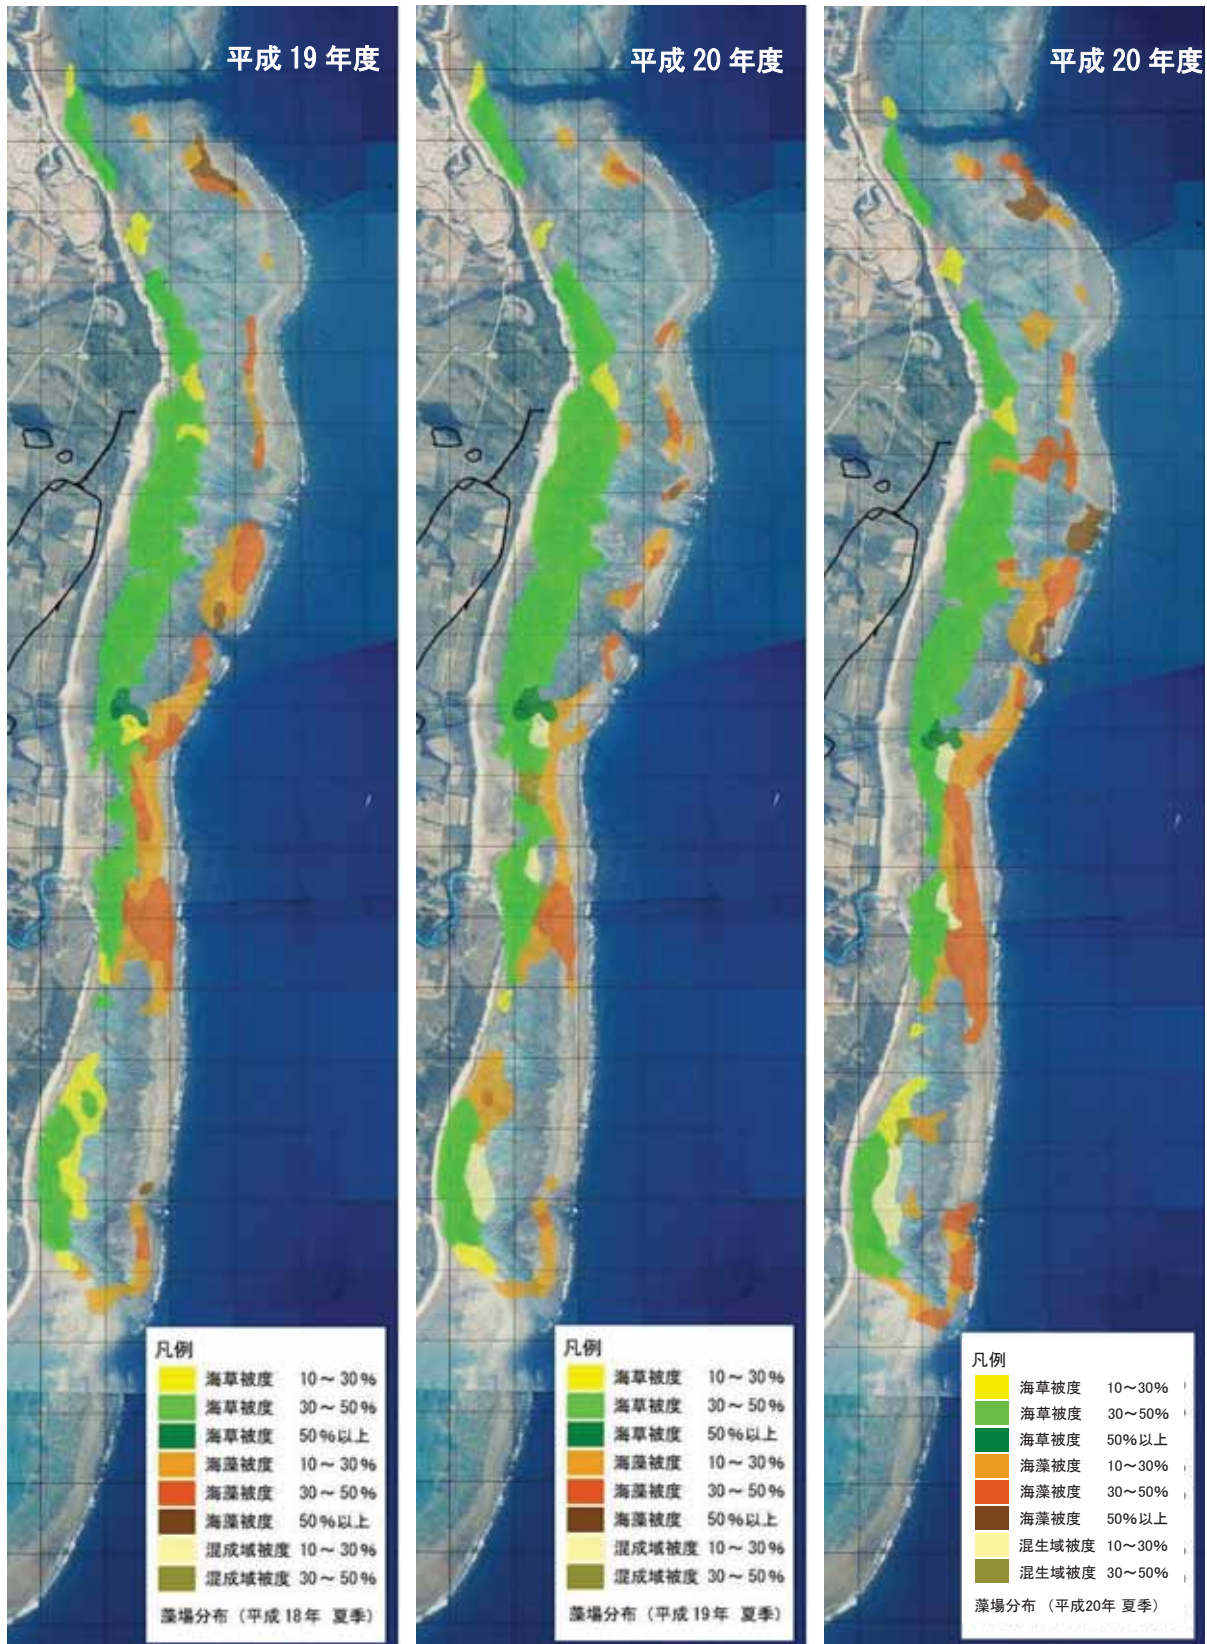 平成 19 年度
凡例
海草被度 10～30%
海草被度 30～50%
海草被度 50%以上
海藻被度 10～30%
海藻被度 30～50%
海藻被度 50%以上
混成域被度 10～30%
混成域被度 30～50%
藻場分布（平成18年 夏季）
平成 20 年度
凡例
海草被度 10～30%
海草被度 30～50%
海草被度 50%以上
海藻被度 10～30%
海藻被度 30～50%
海藻被度 50%以上
混成域被度 10～30%
混成域被度 30～50%
藻場分布（平成19年 夏季）
平成 20 年度
凡例
海草被度 10～30%
海草被度 30～50%
海草被度 50%以上
海藻被度 10～30%
海藻被度 30～50%
海藻被度 50%以上
混生域被度 10～30%
混生域被度 30～50%
藻場分布（平成20年 夏季）